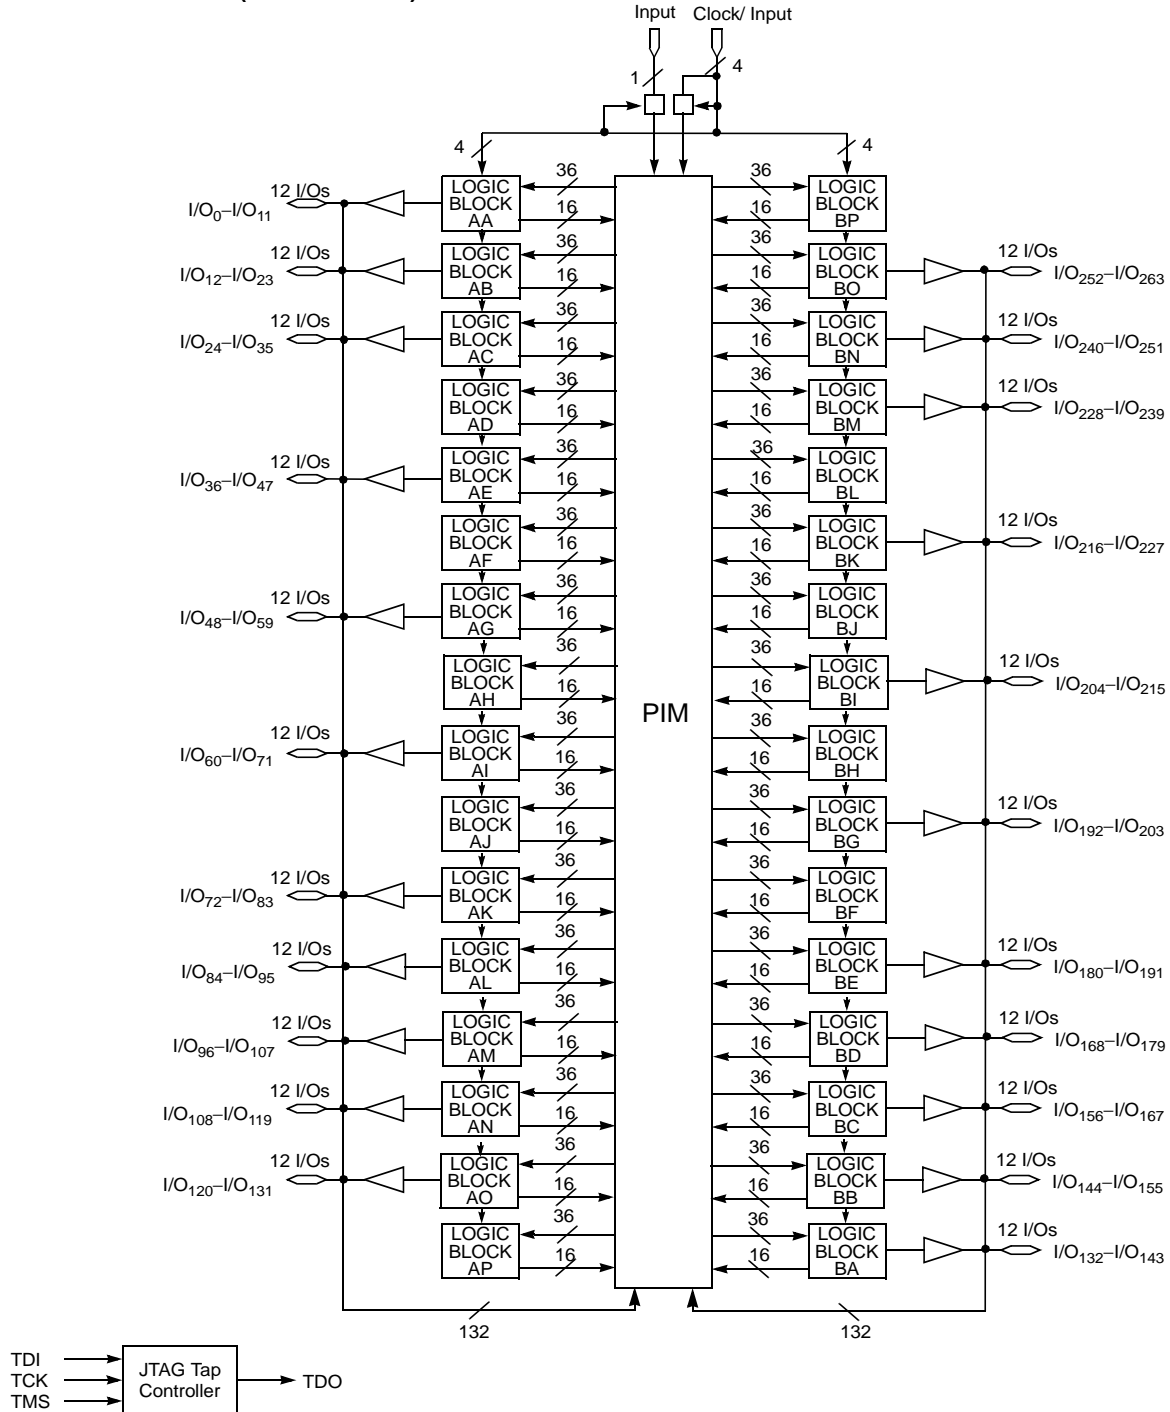 Input Clock/ Input
1 4
4 4
12 I/Os LOGIC BLOCK AA 36 16 36 16 LOGIC BLOCK BP
I/O₀–I/O₁₁
12 I/Os LOGIC BLOCK AB 36 16 36 16 LOGIC BLOCK BO 12 I/Os
I/O₁₂–I/O₂₃ I/O₂₅₂–I/O₂₆₃
12 I/Os LOGIC BLOCK AC 36 16 36 16 LOGIC BLOCK BN 12 I/Os
I/O₂₄–I/O₃₅ I/O₂₄₀–I/O₂₅₁
LOGIC BLOCK AD 36 16 36 16 LOGIC BLOCK BM 12 I/Os
I/O₂₂₈–I/O₂₃₉
12 I/Os LOGIC BLOCK AE 36 16 36 16 LOGIC BLOCK BL
I/O₃₆–I/O₄₇
LOGIC BLOCK AF 36 16 36 16 LOGIC BLOCK BK 12 I/Os
I/O₂₁₆–I/O₂₂₇
12 I/Os LOGIC BLOCK AG 36 16 36 16 LOGIC BLOCK BJ
I/O₄₈–I/O₅₉
LOGIC BLOCK AH 36 16 36 16 LOGIC BLOCK BI 12 I/Os
I/O₂₀₄–I/O₂₁₅
PIM
12 I/Os LOGIC BLOCK AI 36 16 36 16 LOGIC BLOCK BH
I/O₆₀–I/O₇₁
LOGIC BLOCK AJ 36 16 36 16 LOGIC BLOCK BG 12 I/Os
I/O₁₉₂–I/O₂₀₃
12 I/Os LOGIC BLOCK AK 36 16 36 16 LOGIC BLOCK BF
I/O₇₂–I/O₈₃
12 I/Os LOGIC BLOCK AL 36 16 36 16 LOGIC BLOCK BE 12 I/Os
I/O₈₄–I/O₉₅ I/O₁₈₀–I/O₁₉₁
12 I/Os LOGIC BLOCK AM 36 16 36 16 LOGIC BLOCK BD 12 I/Os
I/O₉₆–I/O₁₀₇ I/O₁₆₈–I/O₁₇₉
12 I/Os LOGIC BLOCK AN 36 16 36 16 LOGIC BLOCK BC 12 I/Os
I/O₁₀₈–I/O₁₁₉ I/O₁₅₆–I/O₁₆₇
12 I/Os LOGIC BLOCK AO 36 16 36 16 LOGIC BLOCK BB 12 I/Os
I/O₁₂₀–I/O₁₃₁ I/O₁₄₄–I/O₁₅₅
LOGIC BLOCK AP 36 16 36 16 LOGIC BLOCK BA 12 I/Os
I/O₁₃₂–I/O₁₄₃
132 132
TDI
TCK
TMS
JTAG Tap
Controller
TDO